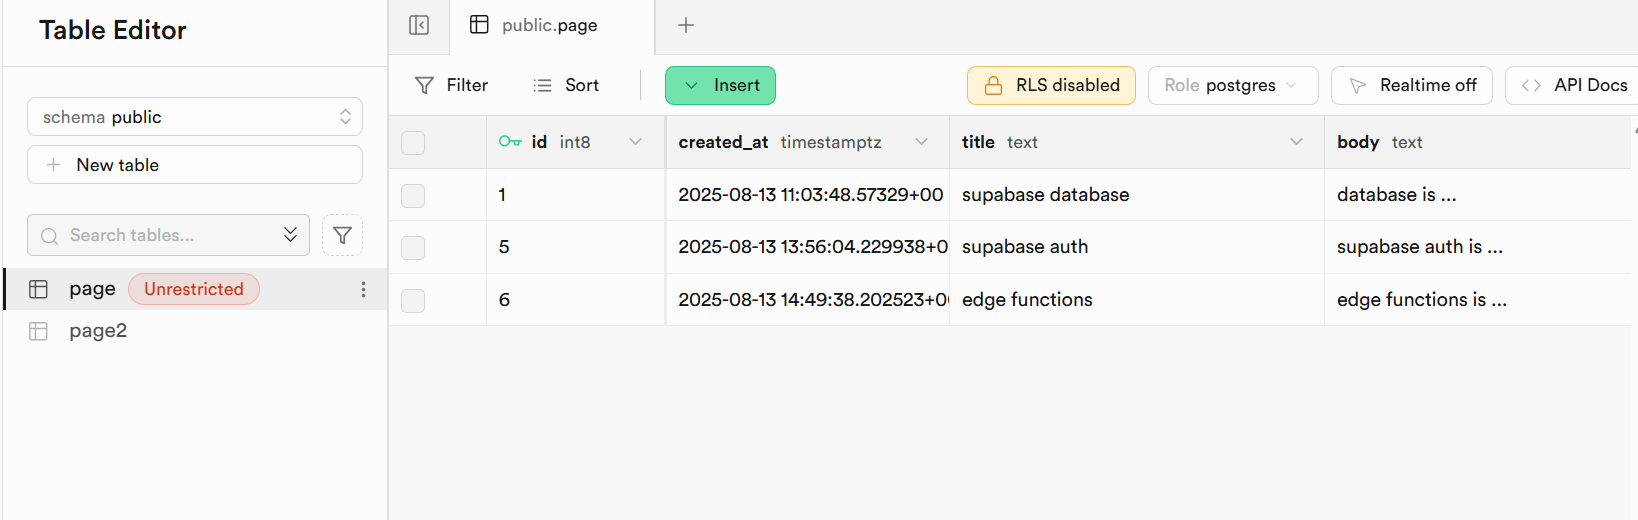 Table Editor
schema public
New table
Search tables...
page Unrestricted
page2
public.page
Filter Sort Insert RLS disabled Role postgres Realtime off API Docs
id int8 created_at timestamptz title text body text
1 2025-08-13 11:03:48.57329+00 supabase database database is ...
5 2025-08-13 13:56:04.229938+0 supabase auth supabase auth is ...
6 2025-08-13 14:49:38.202523+0 edge functions edge functions is ...